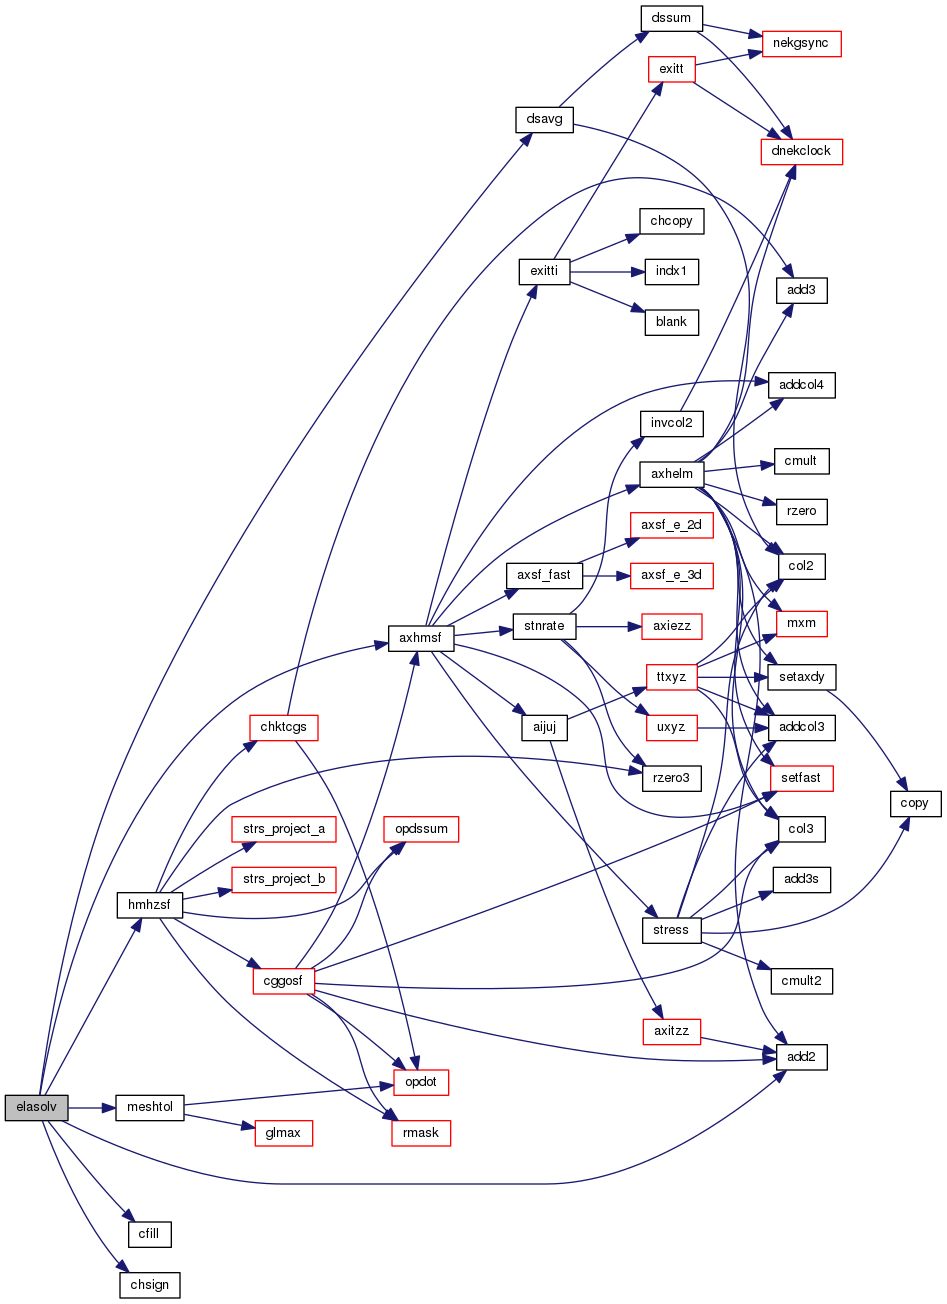 dssum
nekgsync
exitt
dsavg
dnekclock
chcopy
exitti
indx1
add3
blank
addcol4
invcol2
axhelm
cmult
rzero
axsf_e_2d
col2
axsf_fast
axsf_e_3d
stnrate
axiezz
mxm
axhmsf
ttxyz
setaxdy
chktcgs
aijuj
uxyz
addcol3
rzero3
setfast
copy
strs_project_a
opdssum
col3
strs_project_b
add3s
hmhzsf
stress
cggosf
cmult2
axitzz
add2
opdot
elasolv
meshtol
glmax
rmask
cfill
chsign